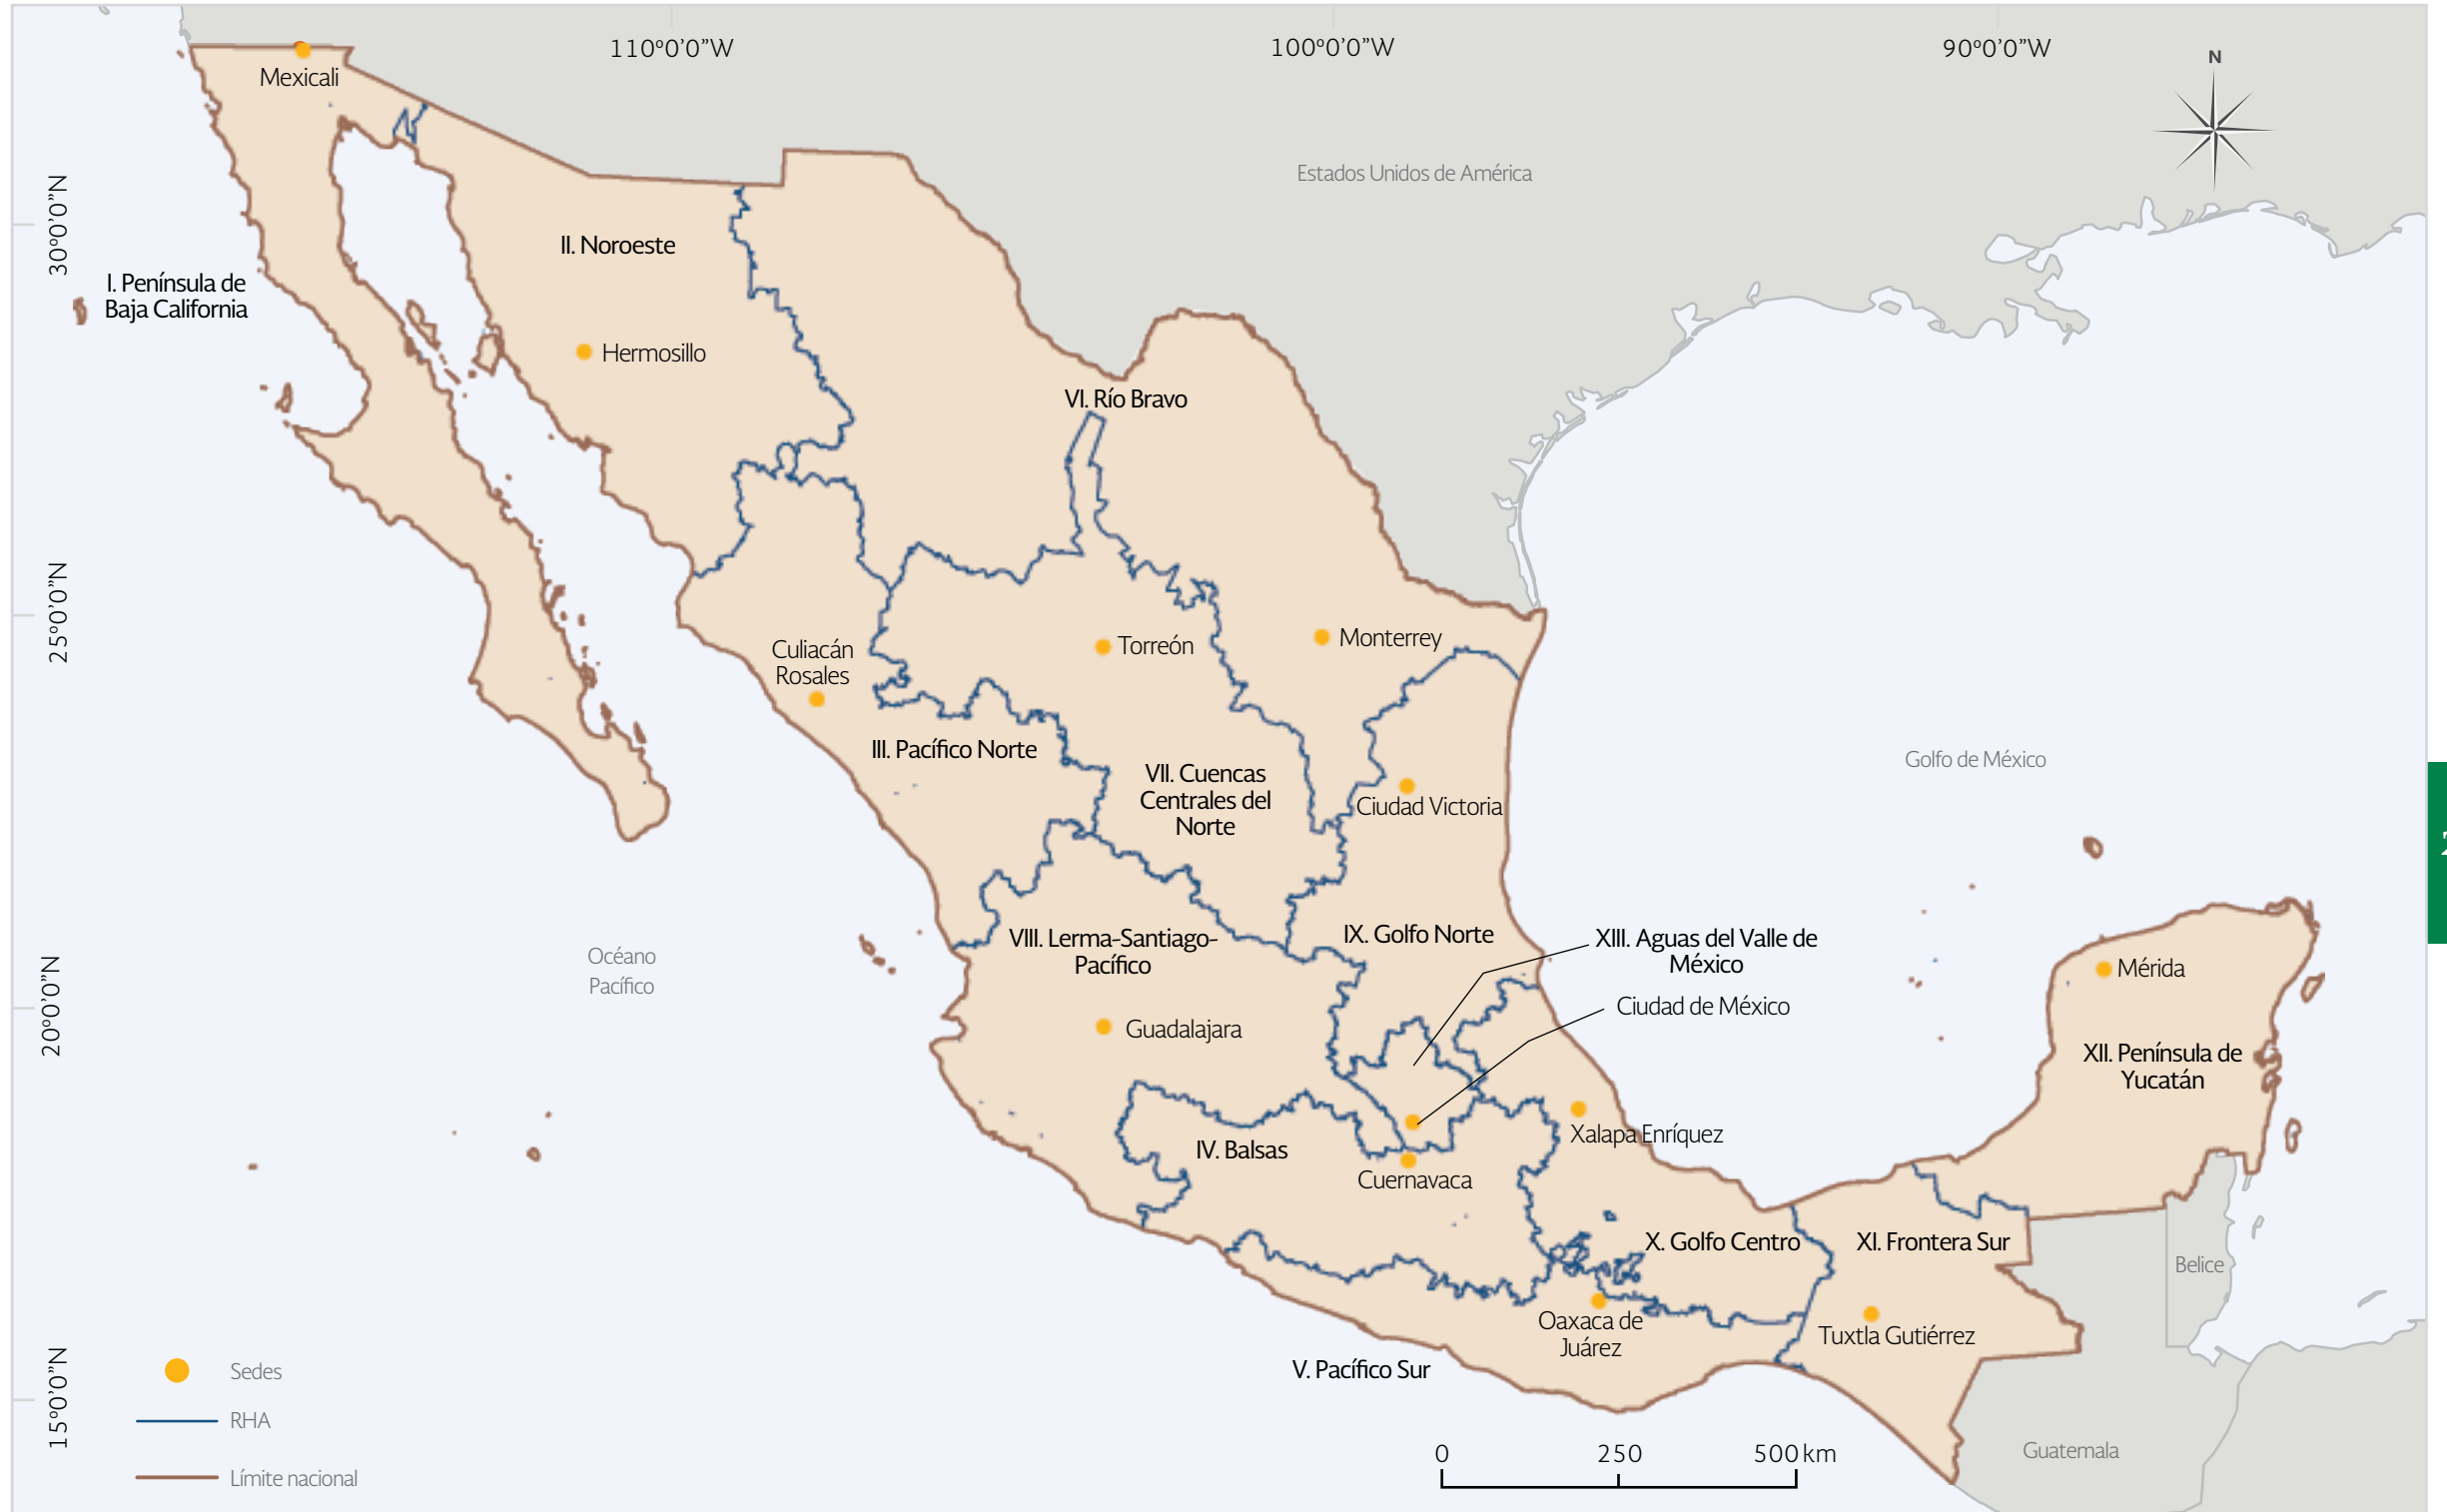 110°0'0"W
100°0'0"W
90°0'0"W
N
Mexicali
Estados Unidos de América
30°0'0"N
II. Noroeste
I. Península de
Baja California
Hermosillo
VI. Río Bravo
25°0'0"N
Culiacán
Rosales
Torreón
Monterrey
III. Pacífico Norte
VII. Cuencas
Centrales del
Norte
Ciudad Victoria
Golfo de México
2
Océano
Pacífico
VIII. Lerma-Santiago-
Pacífico
IX. Golfo Norte
XIII. Aguas del Valle de
México
Ciudad de México
Mérida
20°0'0"N
Guadalajara
XII. Península de
Yucatán
IV. Balsas
Cuernavaca
Xalapa Enríquez
X. Golfo Centro
XI. Frontera Sur
Belice
Oaxaca de
Juárez
Tuxtla Gutiérrez
V. Pacífico Sur
15°0'0"N
Sedes
RHA
Límite nacional
0 250 500 km
Guatemala